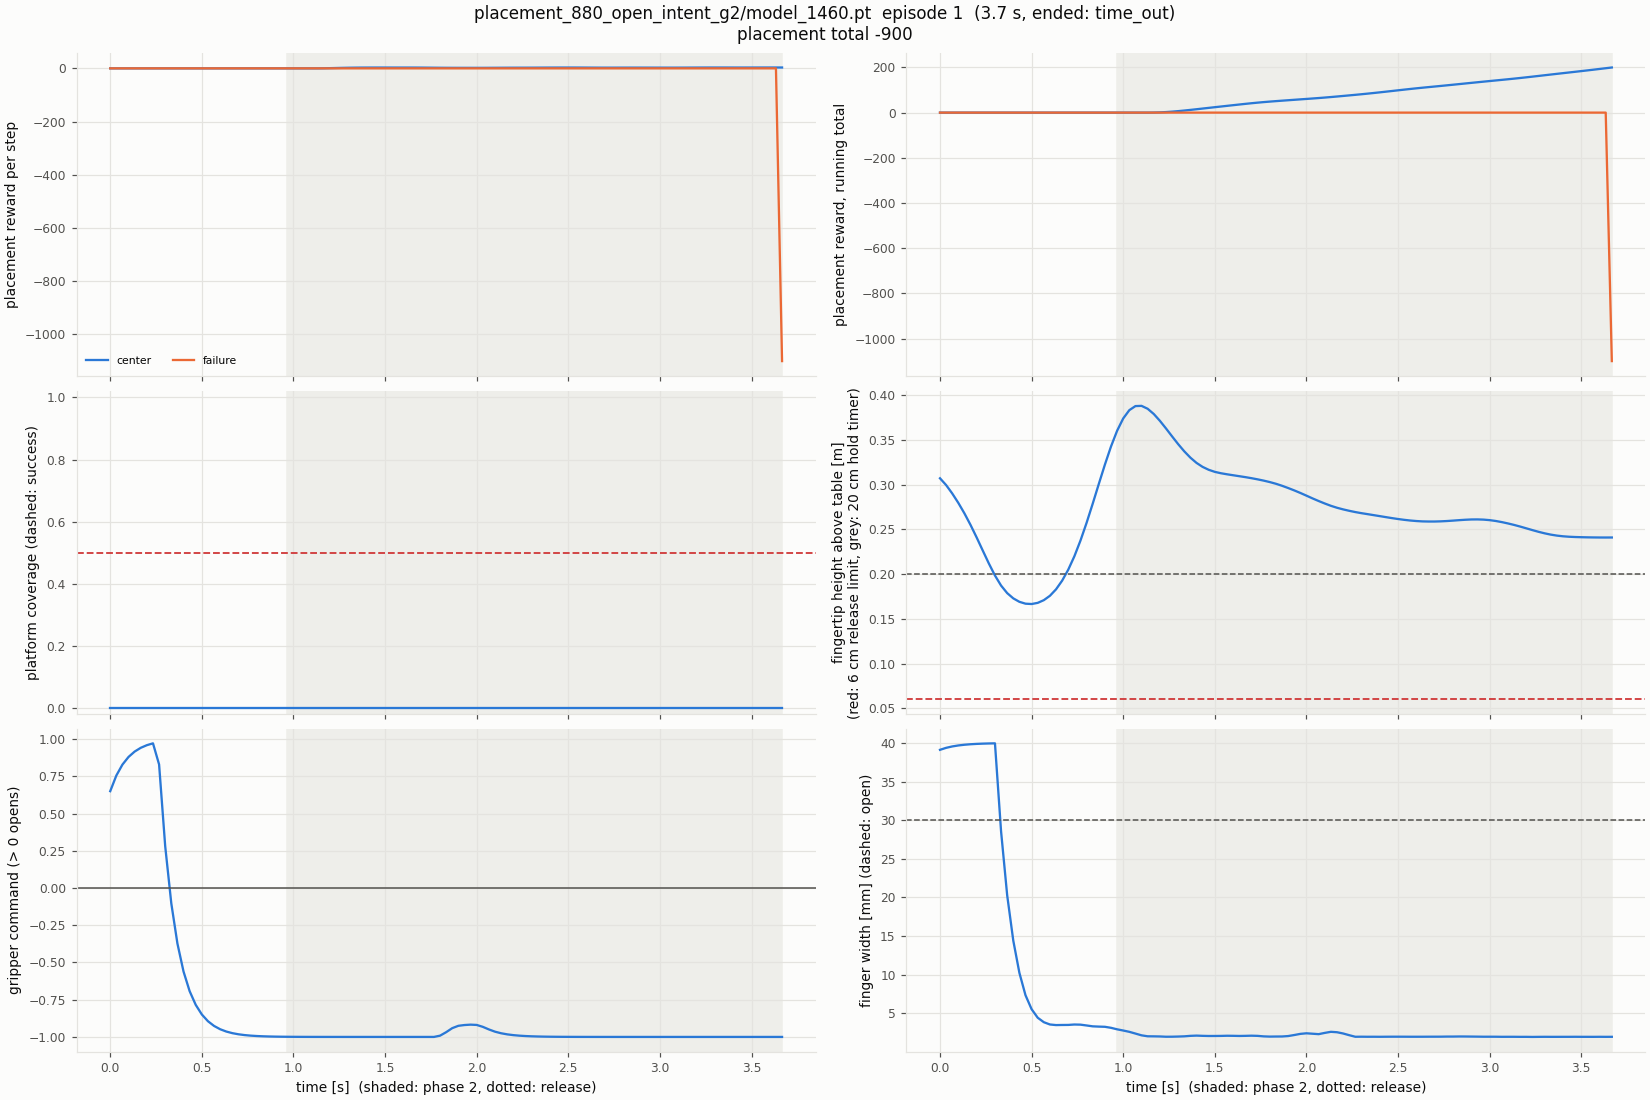 placement_880_open_intent_g2/model_1460.pt episode 1 (3.7 s, ended: time_out)
placement total -900
placement reward per step
0
−200
−400
−600
−800
−1000
center
failure
placement reward, running total
200
0
−200
−400
−600
−800
−1000
platform coverage (dashed: success)
1.0
0.8
0.6
0.4
0.2
0.0
fingertip height above table [m]
(red: 6 cm release limit, grey: 20 cm hold timer)
0.40
0.35
0.30
0.25
0.20
0.15
0.10
0.05
gripper command (> 0 opens)
1.00
0.75
0.50
0.25
0.00
−0.25
−0.50
−0.75
−1.00
0.0 0.5 1.0 1.5 2.0 2.5 3.0 3.5
time [s] (shaded: phase 2, dotted: release)
finger width [mm] (dashed: open)
40
35
30
25
20
15
10
5
0.0 0.5 1.0 1.5 2.0 2.5 3.0 3.5
time [s] (shaded: phase 2, dotted: release)